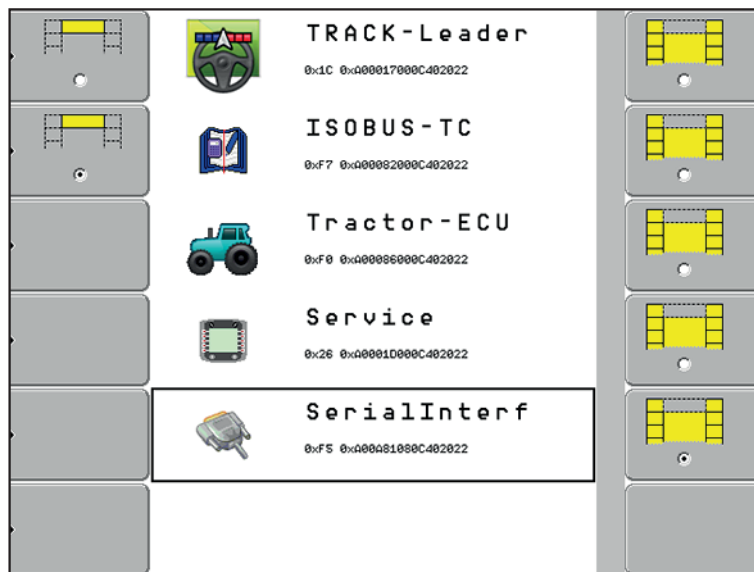 TRACK-Leader
0x1C 0xA00017000C402022
ISOBUS-TC
0xF7 0xA00082000C402022
Tractor-ECU
0xF0 0xA00086000C402022
Service
0x26 0xA0001D000C402022
SerialInterf
0xF5 0xA00A81080C402022